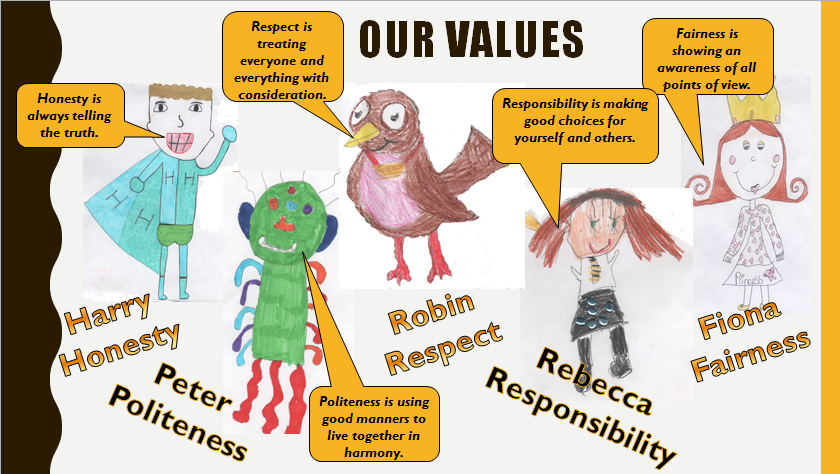 OUR VALUES
Honesty is
always telling
the truth.
Respect is
treating
everyone and
everything with
consideration.
Responsibility is making
good choices for
yourself and others.
Fairness is
showing an
awareness of all
points of view.
H H
H
H
Princess
Harry
Honesty
Peter
Politeness
Politeness is using
good manners to
live together in
harmony.
Robin
Respect
Rebecca
Responsibility
Fiona
Fairness